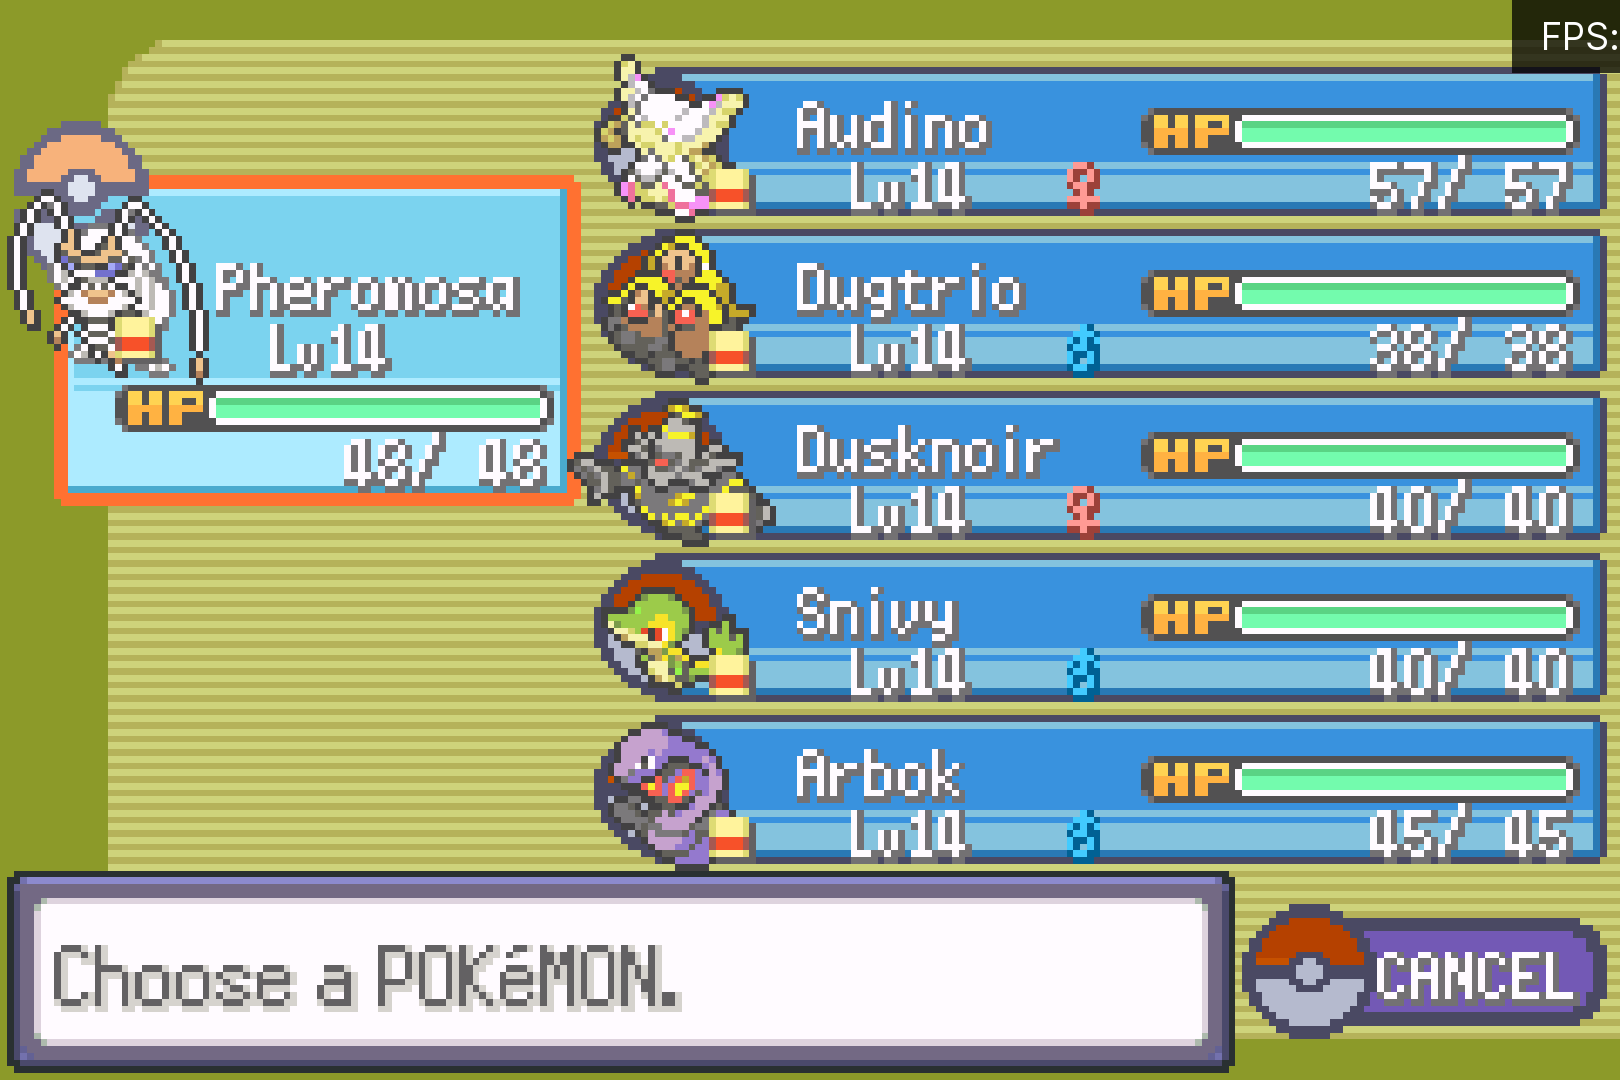 FPS:
Pheromosa
Lv14
HP
48/ 48
Audino
HP
Lv14 ♀
57/ 57
Dugtrio
HP
Lv14 ♂
38/ 38
Dusknoir
HP
Lv14 ♀
40/ 40
Snivy
HP
Lv14 ♂
40/ 40
Arbok
HP
Lv14 ♂
45/ 45
Choose a POKéMON.
CANCEL